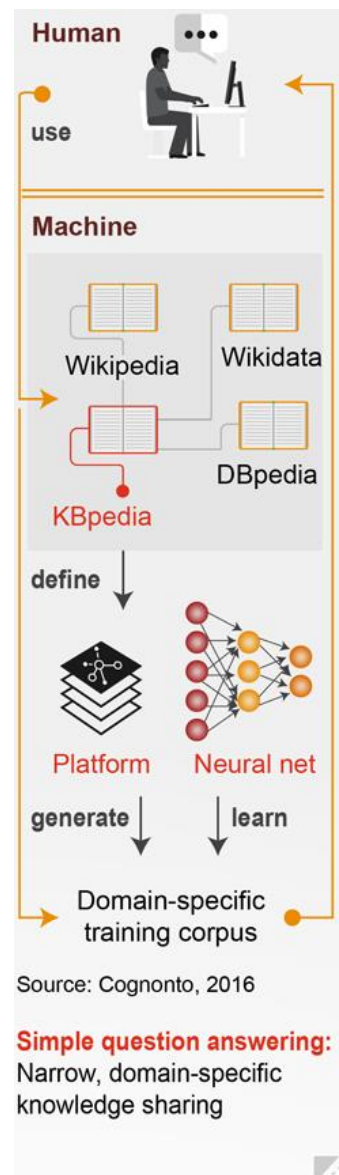 Human
use
Machine
Wikipedia
Wikidata
DBpedia
KBpedia
define
Platform
Neural net
generate
learn
Domain-specific
training corpus
Source: Cognonto, 2016
Simple question answering:
Narrow, domain-specific
knowledge sharing